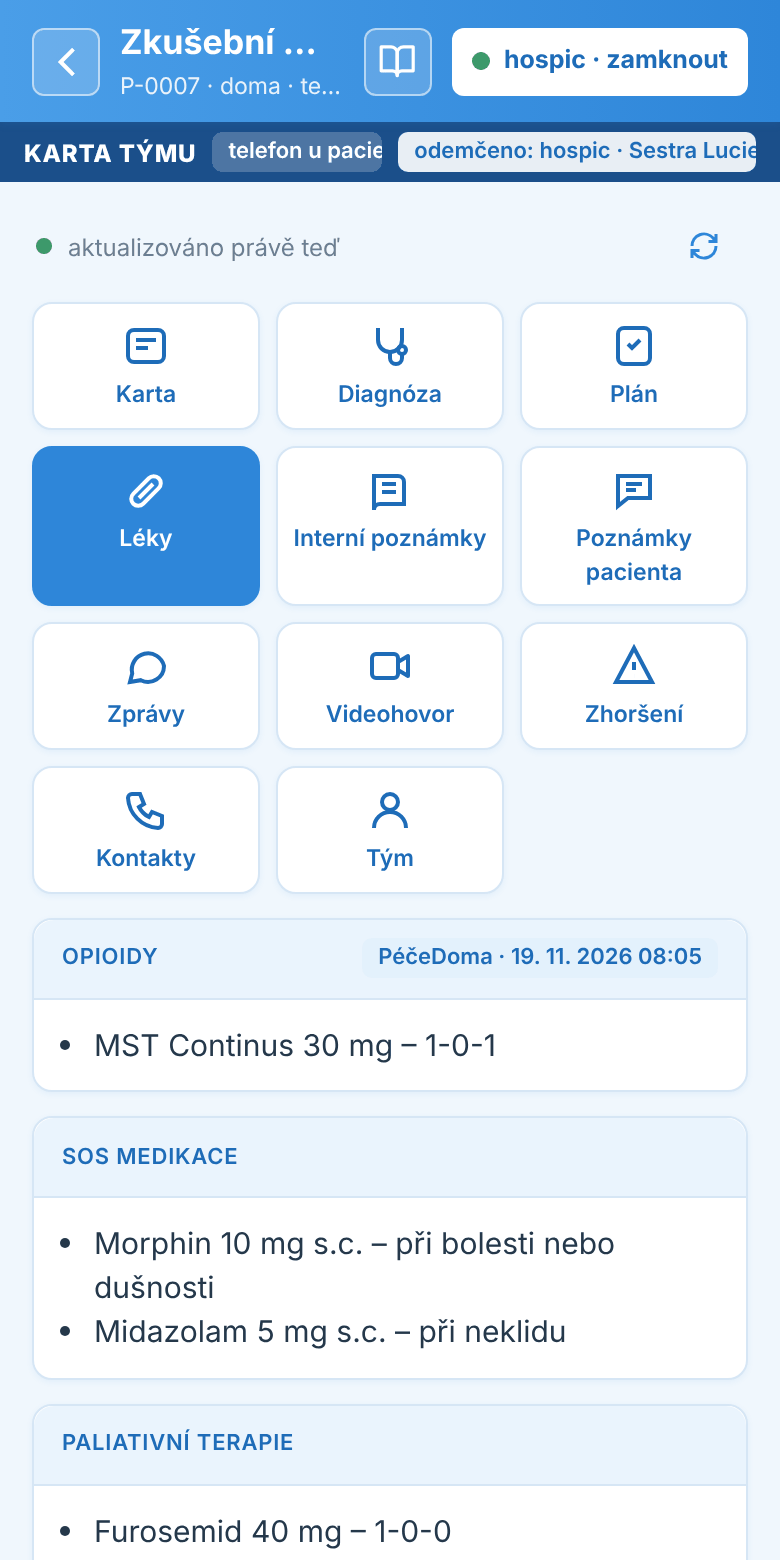 Zkušební ...
P-0007 · doma · te...
hospic · zamknout
KARTA TÝMU
telefon u pacie
odemčeno: hospic · Sestra Lucie
aktualizováno právě teď
Karta
Diagnóza
Plán
Léky
Interní poznámky
Poznámky
pacienta
Zprávy
Videohovor
Zhoršení
Kontakty
Tým
OPIOIDY
PéčeDoma · 19. 11. 2026 08:05
• MST Continus 30 mg – 1-0-1
SOS MEDIKACE
• Morphin 10 mg s.c. – při bolesti nebo
dušnosti
• Midazolam 5 mg s.c. – při neklidu
PALIATIVNÍ TERAPIE
• Furosemid 40 mg – 1-0-0